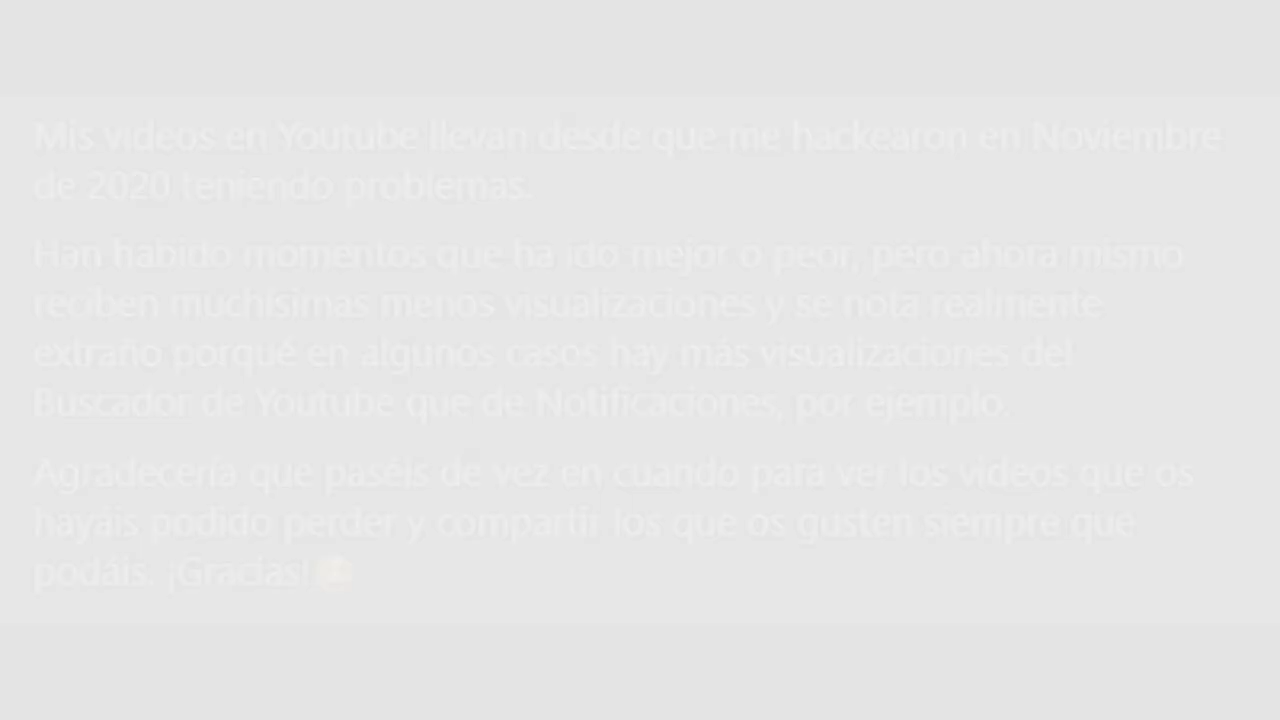 Mis videos en Youtube llevan desde que me hackearon en Noviembre
de 2020 teniendo problemas.
Han habido momentos que ha ido mejor o peor, pero ahora mismo
reciben muchísimas menos visualizaciones y se nota realmente
extraño porqué en algunos casos hay más visualizaciones del
Buscador de Youtube que de Notificaciones, por ejemplo.
Agradecería que paséis de vez en cuando para ver los videos que os
hayáis podido perder y compartir los que os gusten siempre que
podáis. ¡Gracias!